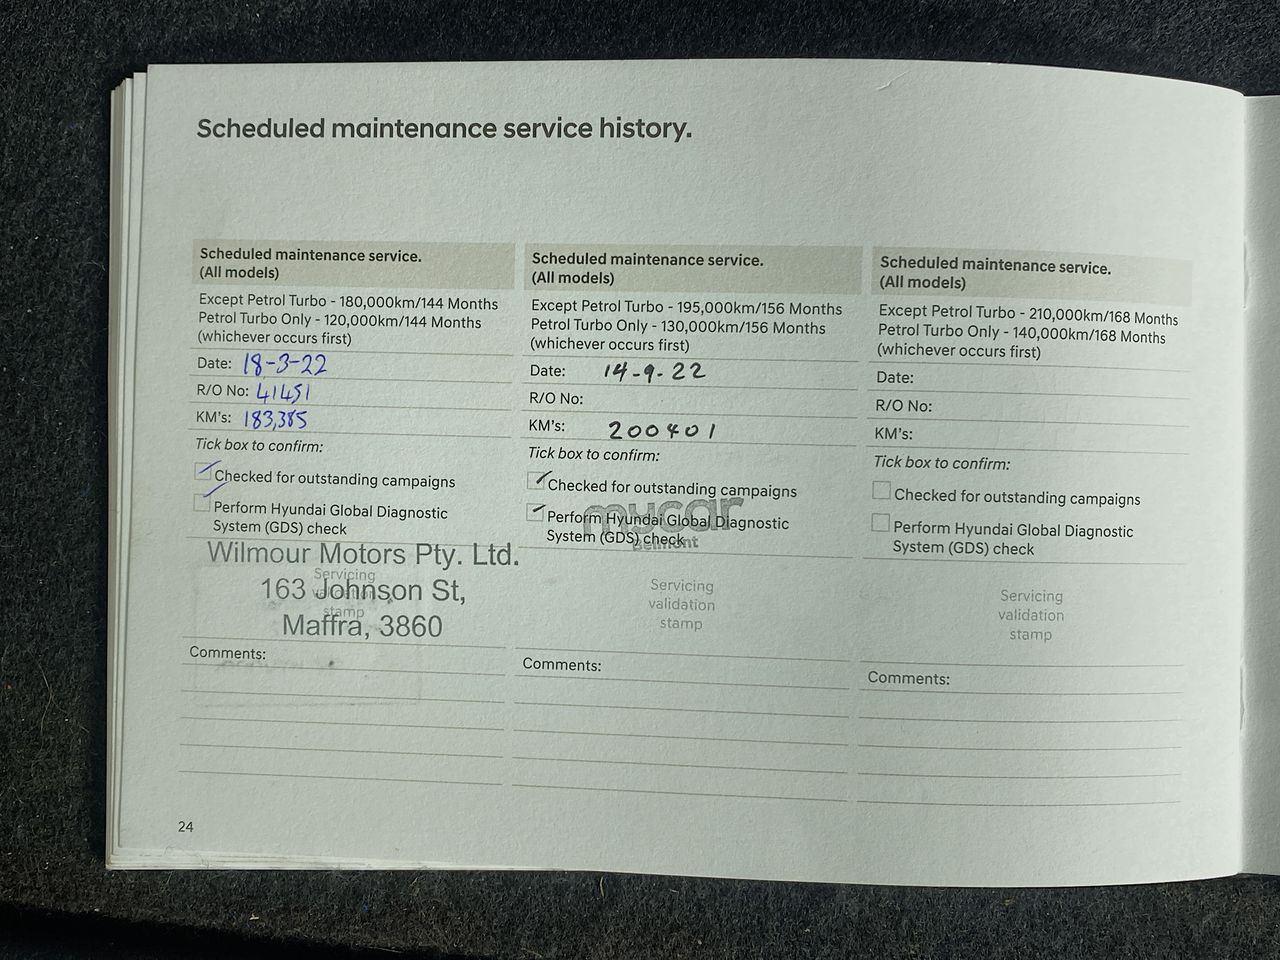 Scheduled maintenance service history.
Scheduled maintenance service.
(All models)
Except Petrol Turbo - 180,000km/144 Months
Petrol Turbo Only - 120,000km/144 Months
(whichever occurs first)
Date: 18-3-22
R/O No: 41451
KM's: 183,385
Tick box to confirm:
Checked for outstanding campaigns
Perform Hyundai Global Diagnostic
System (GDS) check
Wilmour Motors Pty. Ltd.
Servicing
163 Johnson St,
validation
stamp
Maffra, 3860
Comments:
Scheduled maintenance service.
(All models)
Except Petrol Turbo - 195,000km/156 Months
Petrol Turbo Only - 130,000km/156 Months
(whichever occurs first)
Date: 14-9-22
R/O No:
KM's: 200401
Tick box to confirm:
Checked for outstanding campaigns
mycar
Perform Hyundai Global Diagnostic
System (GDS) check
Belmont
Servicing
validation
stamp
Comments:
Scheduled maintenance service.
(All models)
Except Petrol Turbo - 210,000km/168 Months
Petrol Turbo Only - 140,000km/168 Months
(whichever occurs first)
Date:
R/O No:
KM's:
Tick box to confirm:
Checked for outstanding campaigns
Perform Hyundai Global Diagnostic
System (GDS) check
Servicing
validation
stamp
Comments:
24